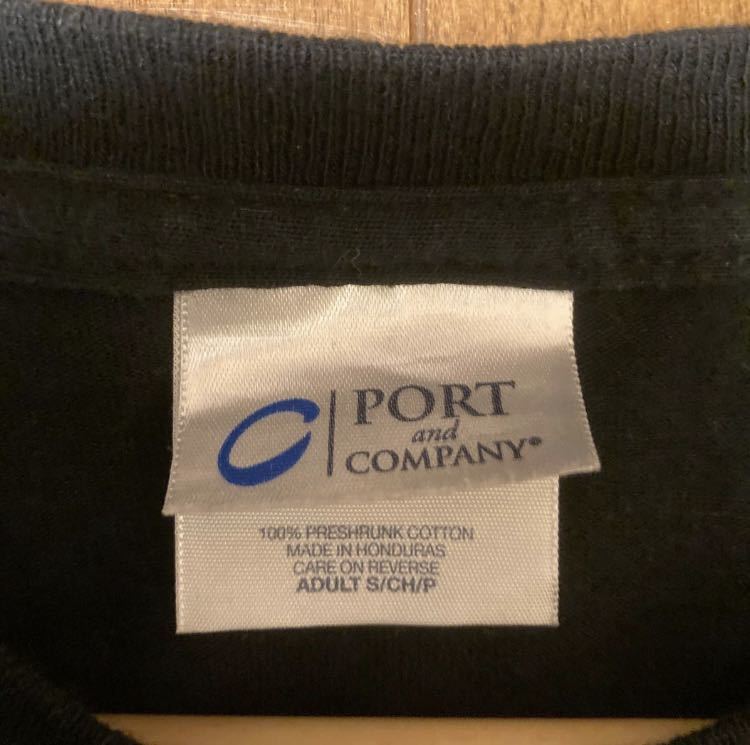 PORT
and
COMPANY®
100% PRESHRUNK COTTON
MADE IN HONDURAS
CARE ON REVERSE
ADULT S/CH/P